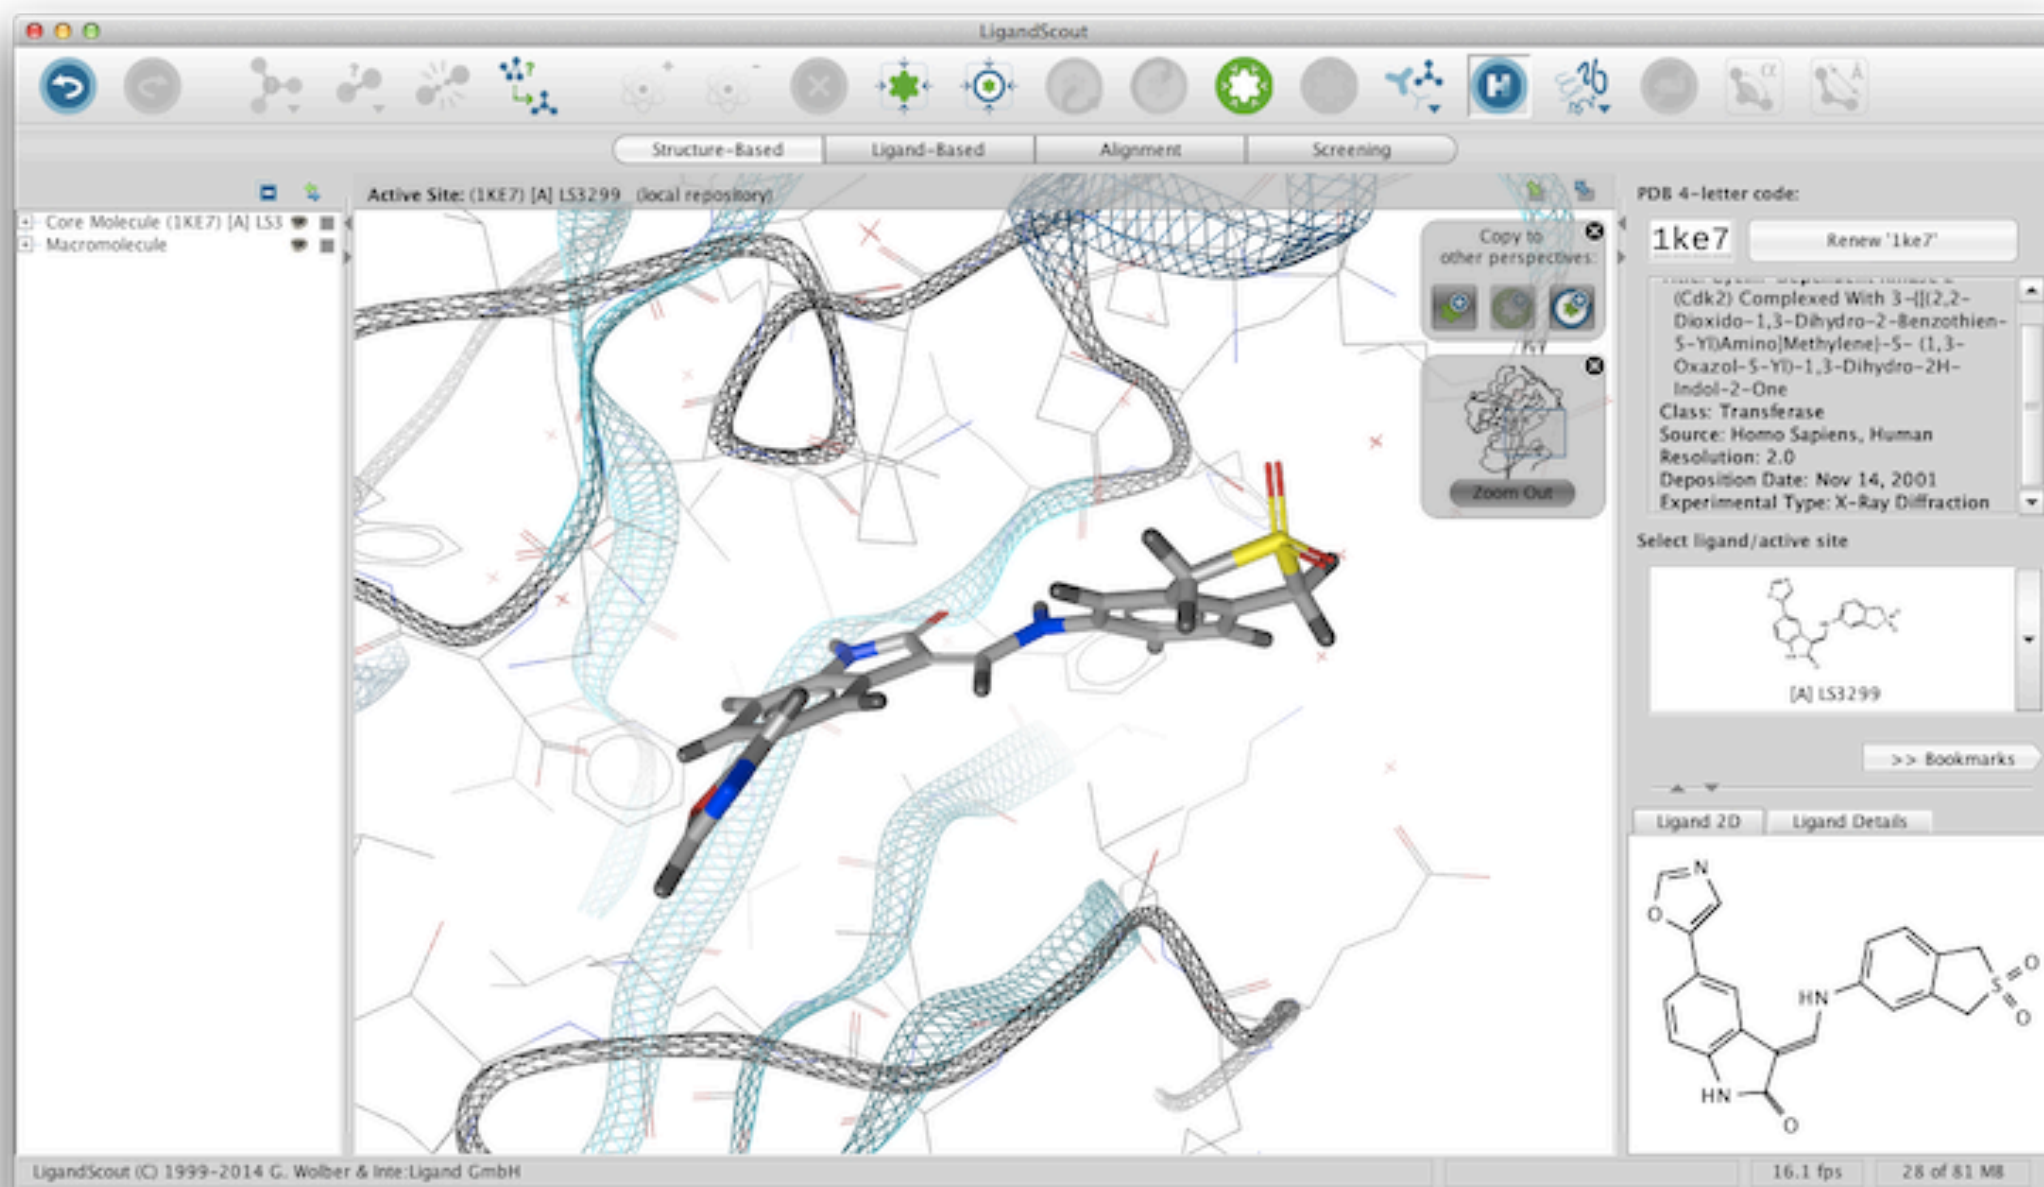 LigandScout
Structure-Based
Ligand-Based
Alignment
Screening
Active Site: (1KE7) [A] LS3299 (local repository)
Core Molecule (1KE7) [A] LS3
Macromolecule
Copy to
other perspectives:
Zoom Out
PDB 4-letter code:
1ke7
Renew '1ke7'
(Cdk2) Complexed With 3-{[(2,2-
Dioxido-1,3-Dihydro-2-Benzothien-
5-Yl)Amino]Methylene}-5- (1,3-
Oxazol-5-Yl)-1,3-Dihydro-2H-
Indol-2-One
Class: Transferase
Source: Homo Sapiens, Human
Resolution: 2.0
Deposition Date: Nov 14, 2001
Experimental Type: X-Ray Diffraction
Select ligand/active site
[A] LS3299
>> Bookmarks
Ligand 2D
Ligand Details
N
O
HN
S
O
O
HN
O
LigandScout (C) 1999-2014 G. Wolber & Inte:Ligand GmbH
16.1 fps
28 of 81 MB